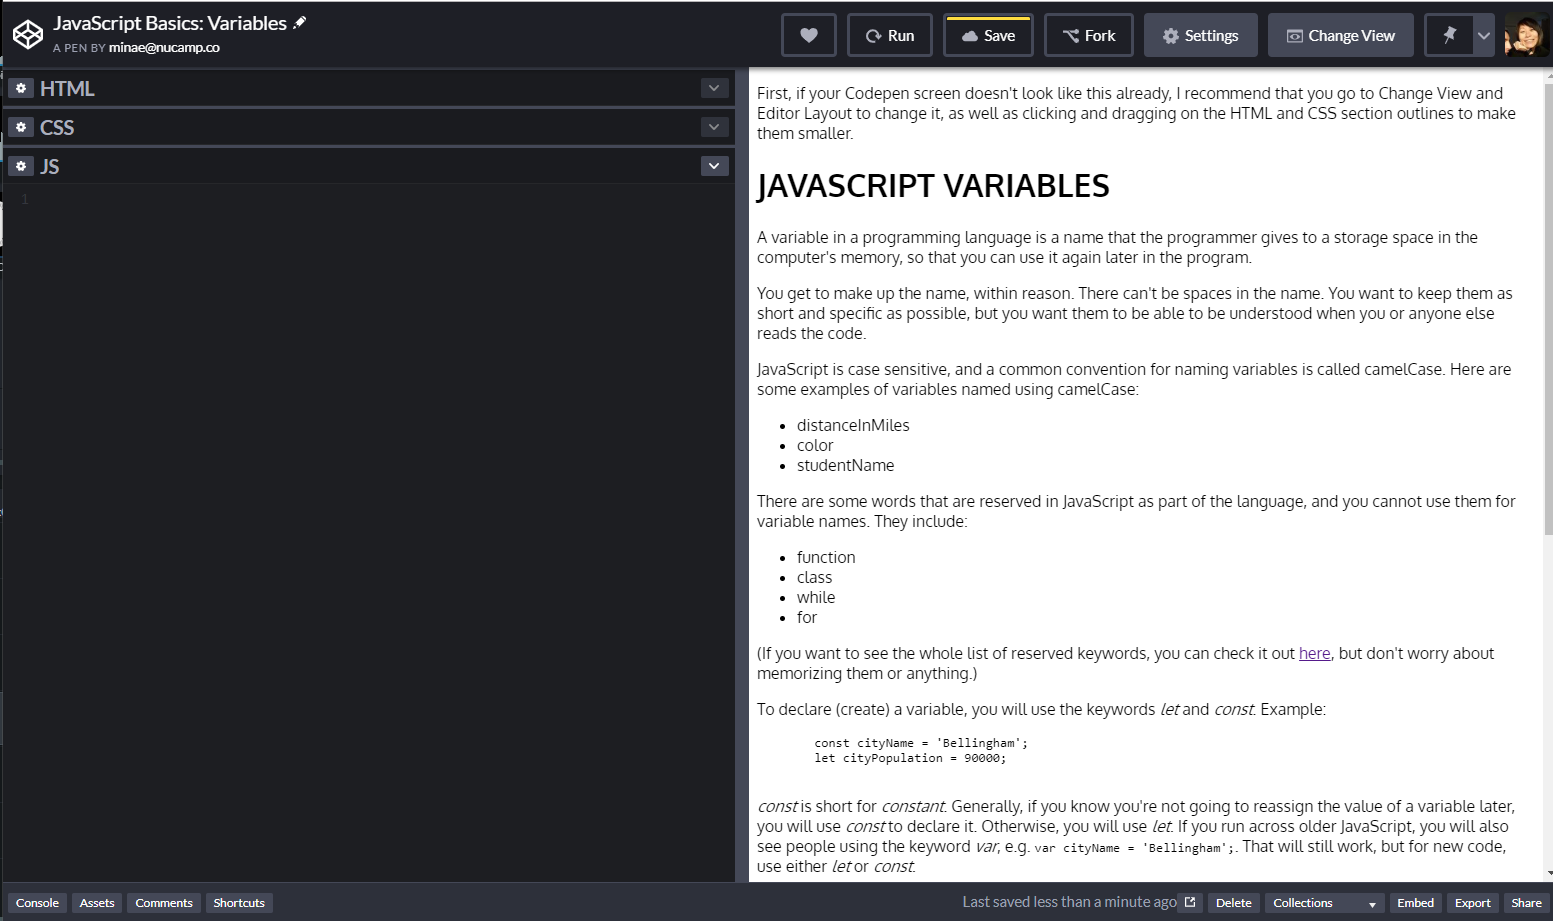 JavaScript Basics: Variables
A PEN BY minae@nucamp.co
Run
Save
Fork
Settings
Change View
HTML
CSS
JS
1
First, if your Codepen screen doesn't look like this already, I recommend that you go to Change View and
Editor Layout to change it, as well as clicking and dragging on the HTML and CSS section outlines to make
them smaller.
JAVASCRIPT VARIABLES
A variable in a programming language is a name that the programmer gives to a storage space in the
computer's memory, so that you can use it again later in the program.
You get to make up the name, within reason. There can't be spaces in the name. You want to keep them as
short and specific as possible, but you want them to be able to be understood when you or anyone else
reads the code.
JavaScript is case sensitive, and a common convention for naming variables is called camelCase. Here are
some examples of variables named using camelCase:
distanceInMiles
color
studentName
There are some words that are reserved in JavaScript as part of the language, and you cannot use them for
variable names. They include:
function
class
while
for
(If you want to see the whole list of reserved keywords, you can check it out here, but don't worry about
memorizing them or anything.)
To declare (create) a variable, you will use the keywords let and const. Example:
const cityName = 'Bellingham';
let cityPopulation = 90000;
const is short for constant. Generally, if you know you're not going to reassign the value of a variable later,
you will use const to declare it. Otherwise, you will use let. If you run across older JavaScript, you will also
see people using the keyword var, e.g. var cityName = 'Bellingham';. That will still work, but for new code,
use either let or const.
Console
Assets
Comments
Shortcuts
Last saved less than a minute ago
Delete
Collections
Embed
Export
Share